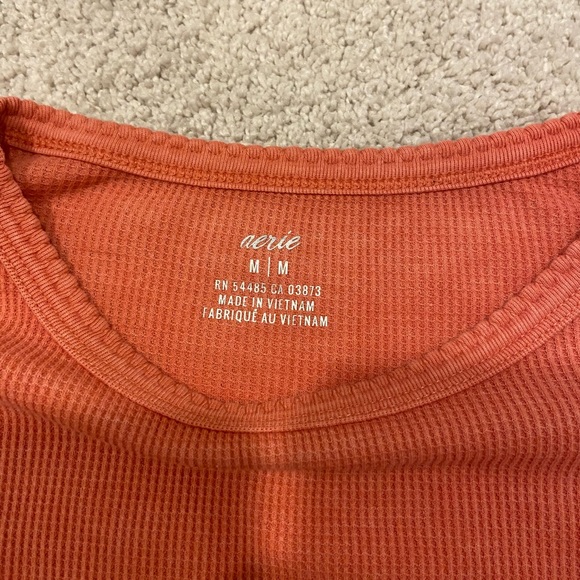 aerie
M | M
RN 54485 CA 03873
MADE IN VIETNAM
FABRIQUÉ AU VIETNAM